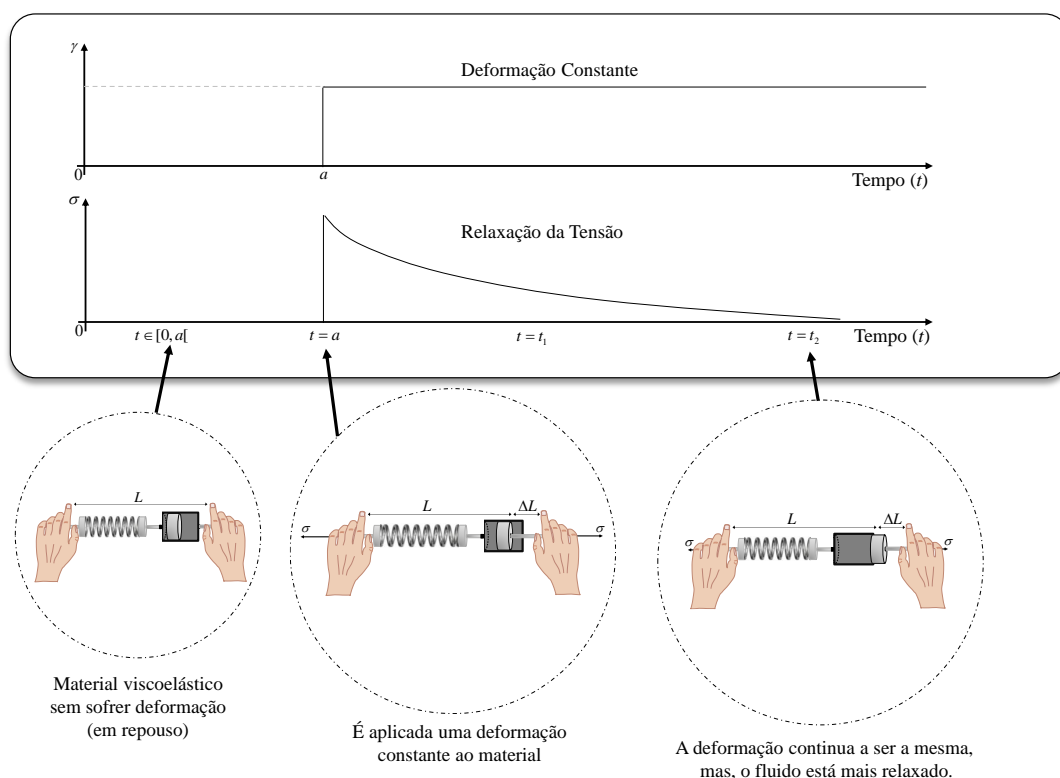 γ
Deformação Constante
0
a
Tempo (t)
σ
Relaxação da Tensão
0
t ∈ [0, a[
t = a
t = t₁
t = t₂
Tempo (t)
L
L
ΔL
σ
σ
L
ΔL
σ
σ
Material viscoelástico
sem sofrer deformação
(em repouso)
É aplicada uma deformação
constante ao material
A deformação continua a ser a mesma,
mas, o fluido está mais relaxado.